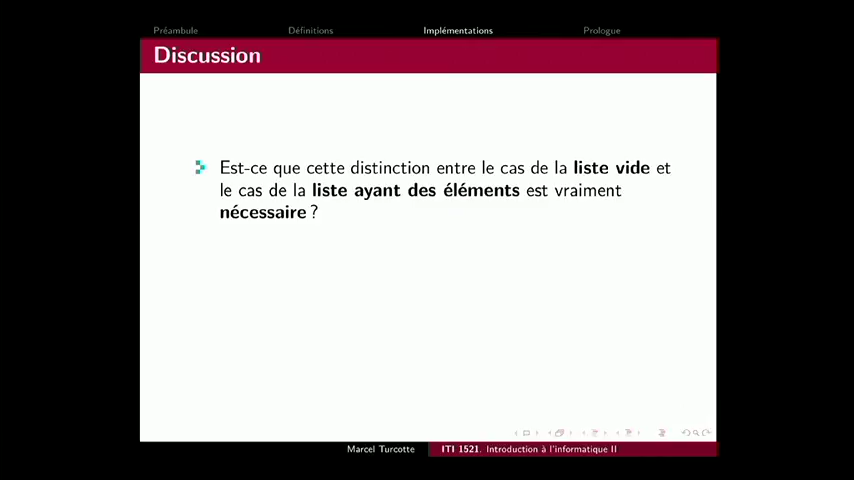 Préambule Définitions Implémentations Prologue
Discussion
Est-ce que cette distinction entre le cas de la liste vide et
le cas de la liste ayant des éléments est vraiment
nécessaire ?
Marcel Turcotte ITI 1521. Introduction à l'informatique II